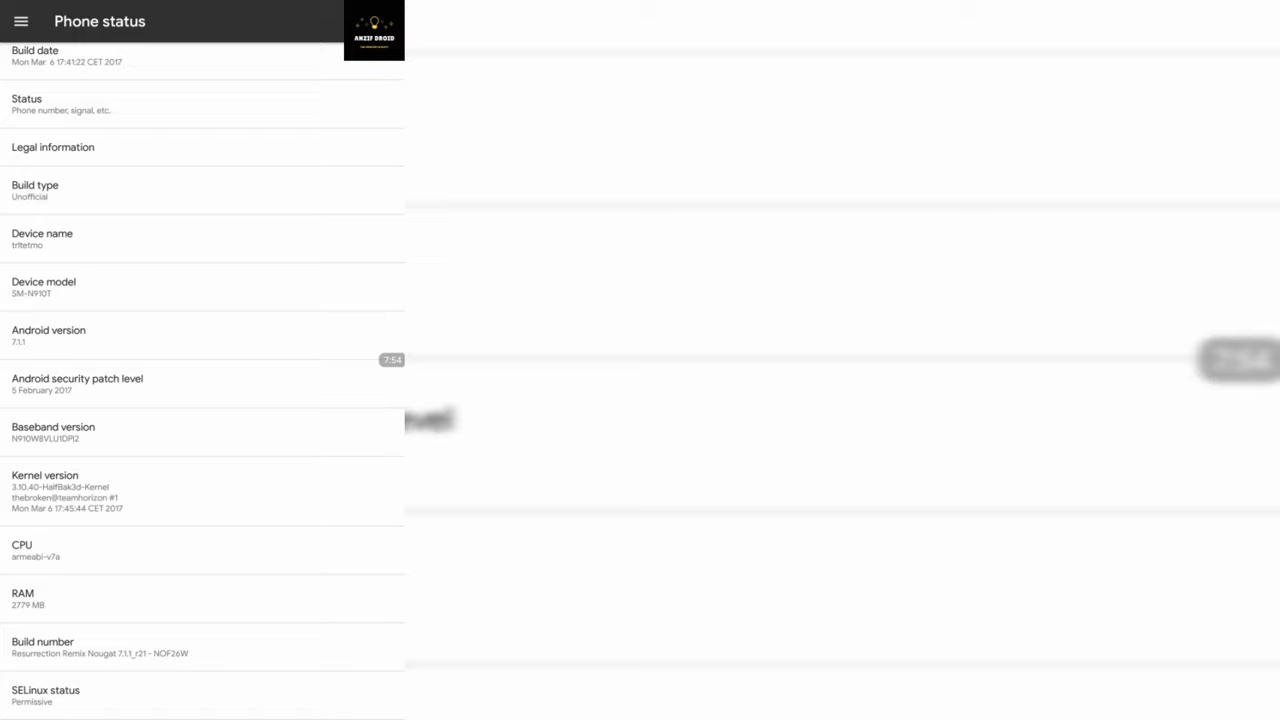 Phone status
ANZIF DROID
Build date
Mon Mar 6 17:41:22 CET 2017
Status
Phone number, signal, etc.
Legal information
Build type
Unofficial
Device name
trltetmo
Device model
SM-N910T
Android version
7.1.1
7:54
Android security patch level
5 February 2017
Baseband version
N910W8VLU1DPI2
Kernel version
3.10.40-HalfBak3d-Kernel
thebroken@teamhorizon #1
Mon Mar 6 17:45:44 CET 2017
CPU
armeabi-v7a
RAM
2779 MB
Build number
Resurrection Remix Nougat 7.1.1_r21 - NOF26W
SELinux status
Permissive